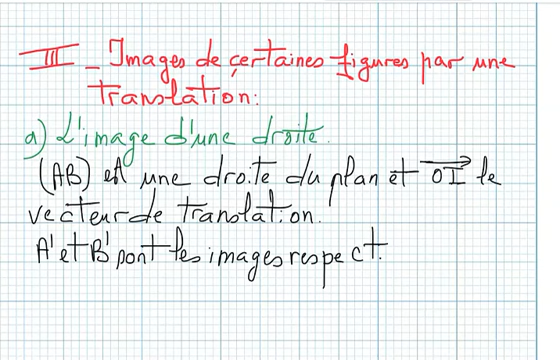 III _ Images de certaines figures par une
translation:
a) L'image d'une droite.
(AB) est une droite du plan et OI le
vecteur de translation.
A' et B' sont les images respect.